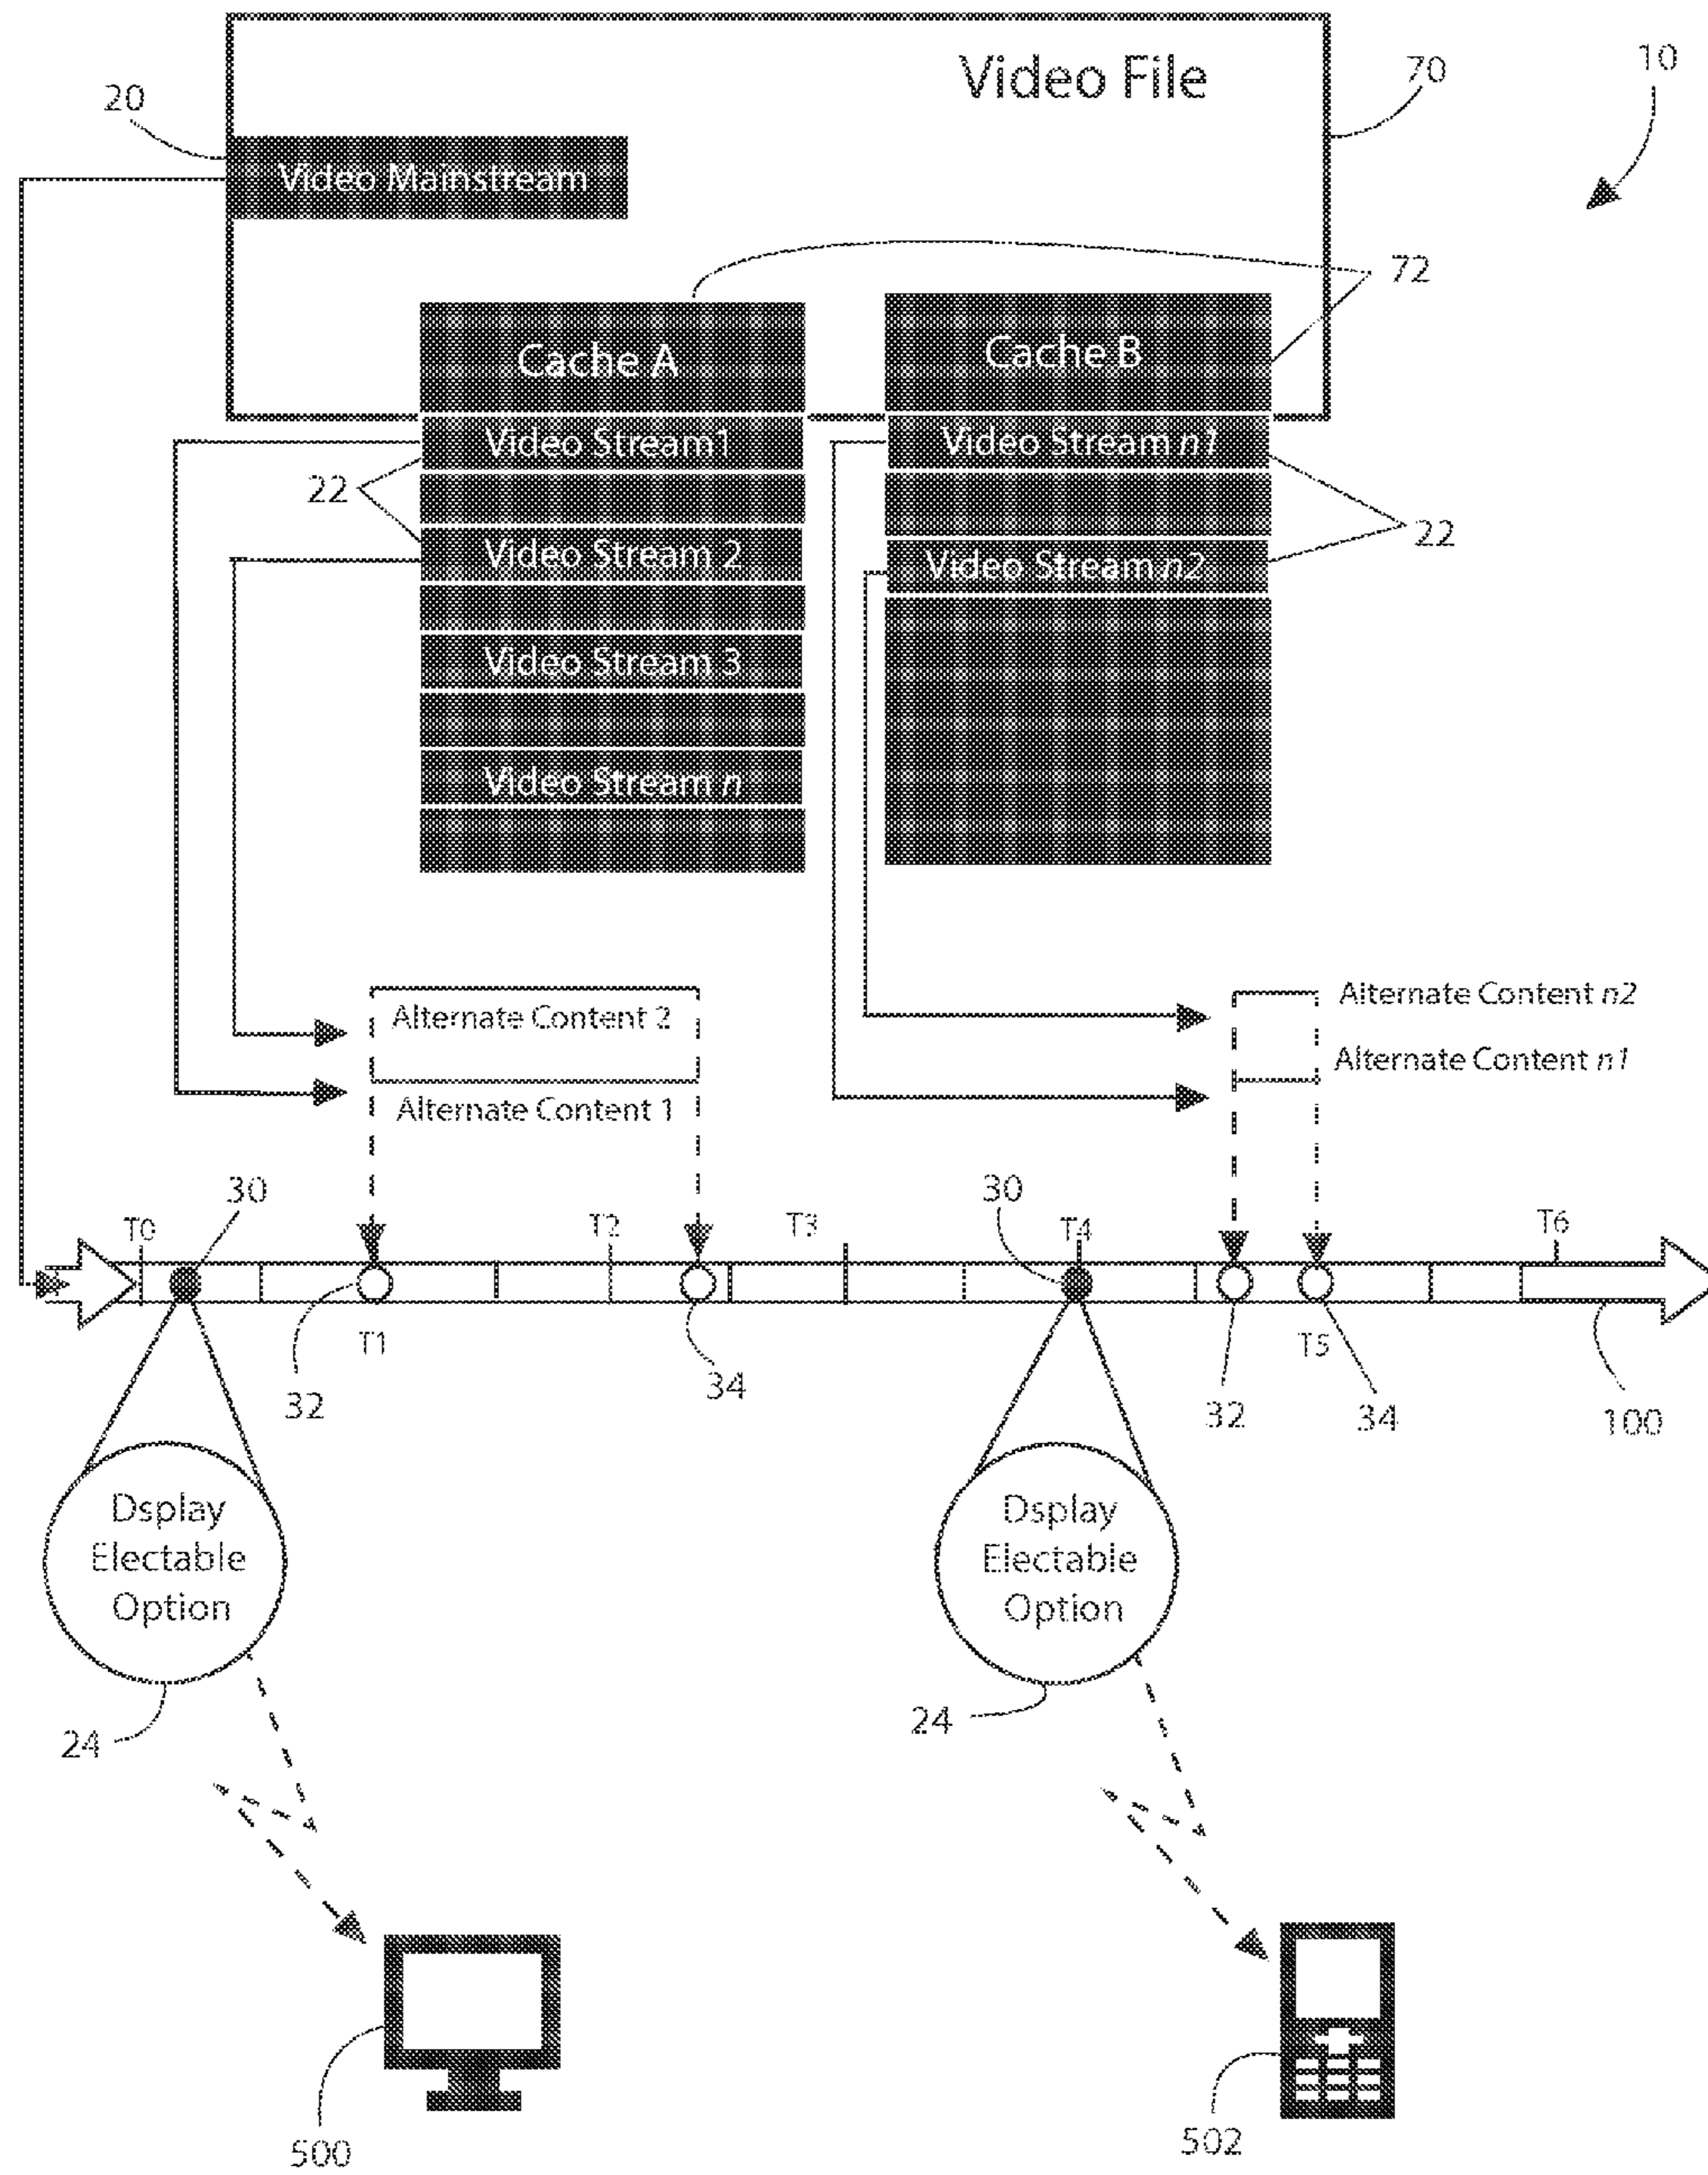 Video File
70
10
20
Video Mainstream
72
Cache A
Cache B
Video Stream1
Video Stream n1
22
22
Video Stream 2
Video Stream n2
Video Stream 3
Video Stream n
Alternate Content 2
Alternate Content n2
Alternate Content 1
Alternate Content n1
30
30
T0
T2
T3
T4
T6
T1
T5
32
34
32
34
100
Dsplay
Electable
Option
Dsplay
Electable
Option
24
24
500
502